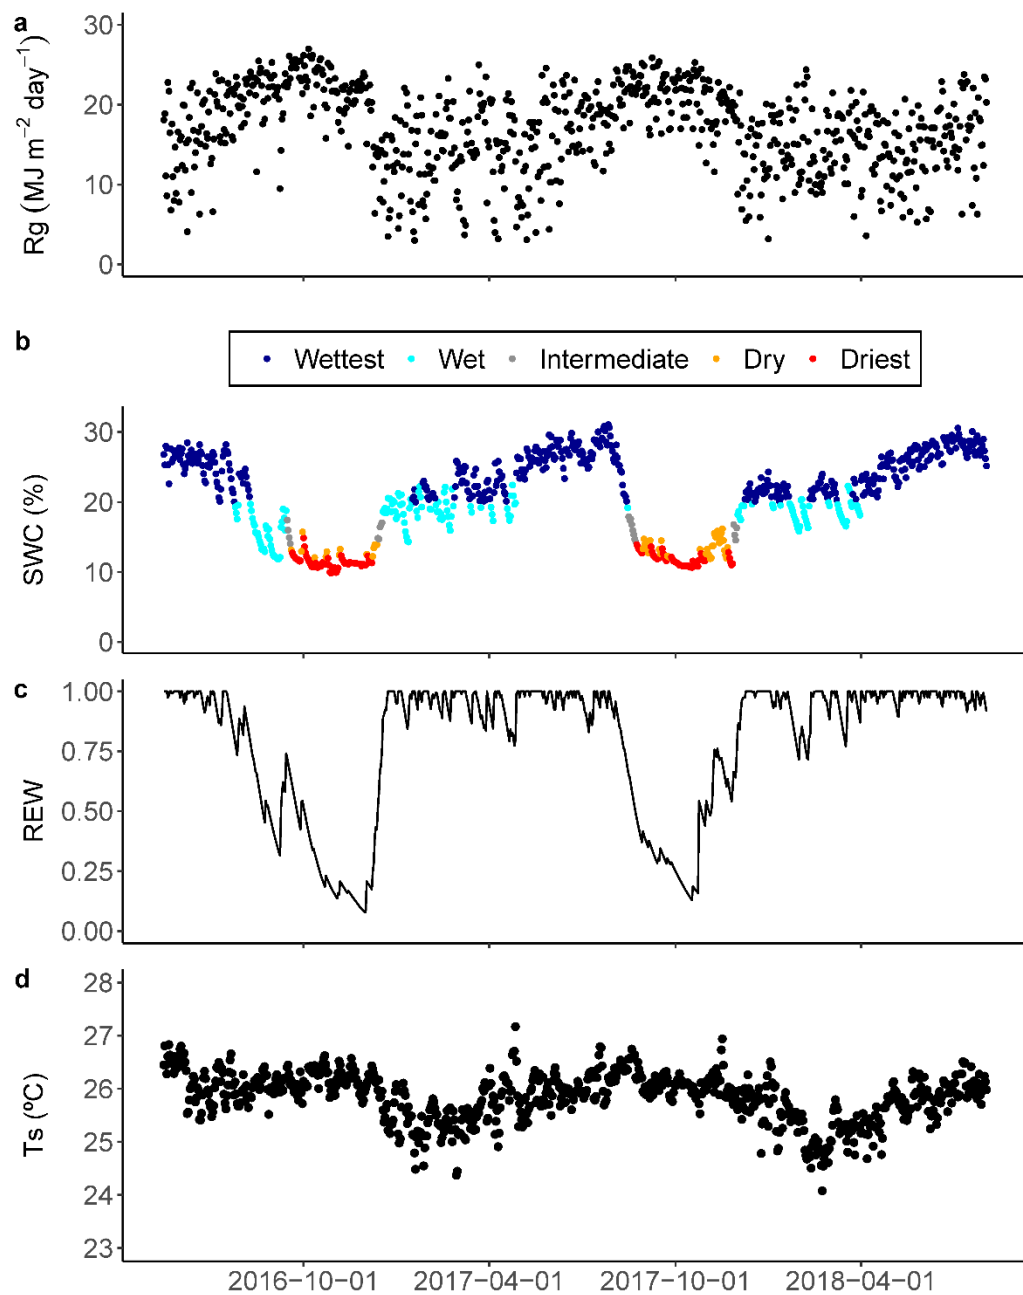 a
Rg (MJ m⁻² day⁻¹)
30
20
10
0
b
Wettest Wet Intermediate Dry Driest
SWC (%)
30
20
10
0
c
REW
1.00
0.75
0.50
0.25
0.00
d
Ts (ºC)
28
27
26
25
24
23
2016−10−01 2017−04−01 2017−10−01 2018−04−01